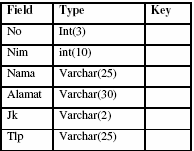 Field Type Key
No Int(3)
Nim int(10)
Nama Varchar(25)
Alamat Varchar(30)
Jk Varchar(2)
Tlp Varchar(25)